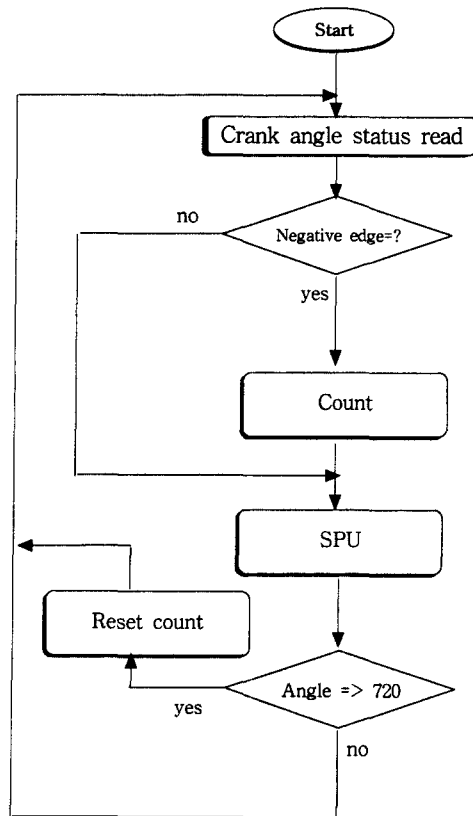 Start
Crank angle status read
no
Negative edge=?
yes
Count
SPU
Reset count
Angle => 720
yes
no